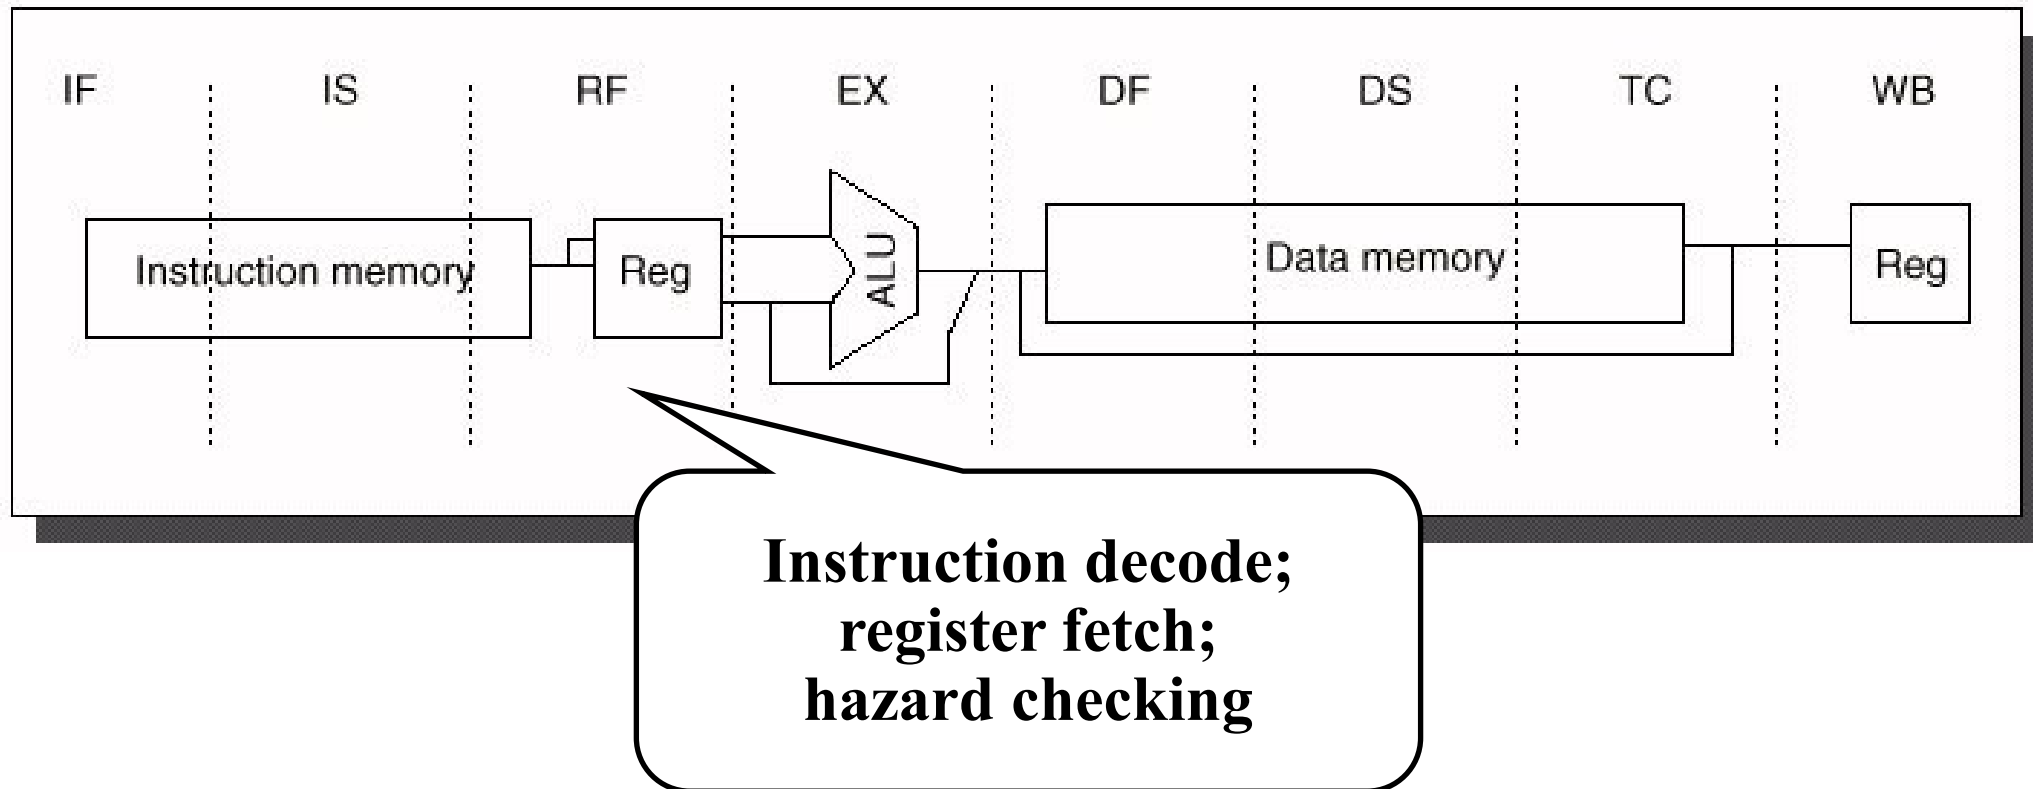 IF IS RF EX DF DS TC WB
Instruction memory Reg ALU Data memory Reg
Instruction decode;
register fetch;
hazard checking